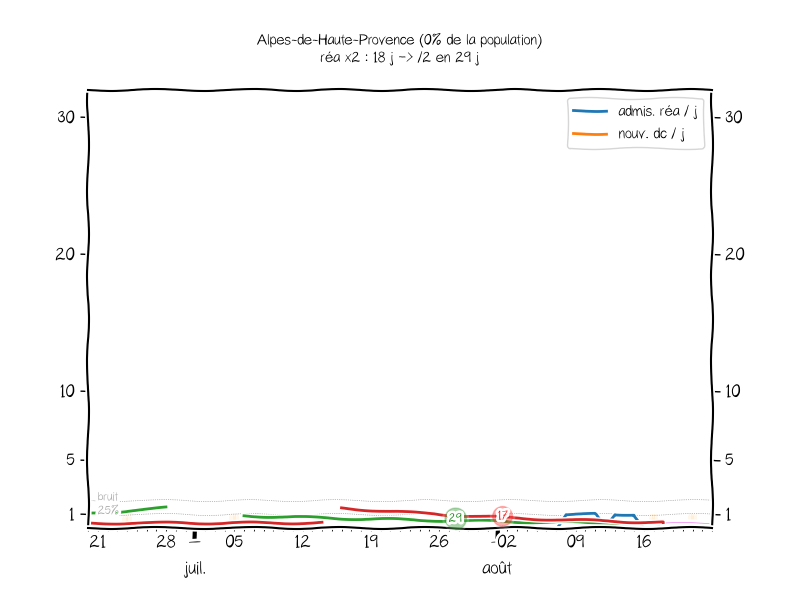 Alpes-de-Haute-Provence (0% de la population)
réa x2 : 18 j -> /2 en 29 j
admis. réa / j
nouv. dc / j
30
30
20
20
10
10
5
5
bruit
25%
1
1
29
17
21 28 05 12 19 26 02 09 16
juil. août